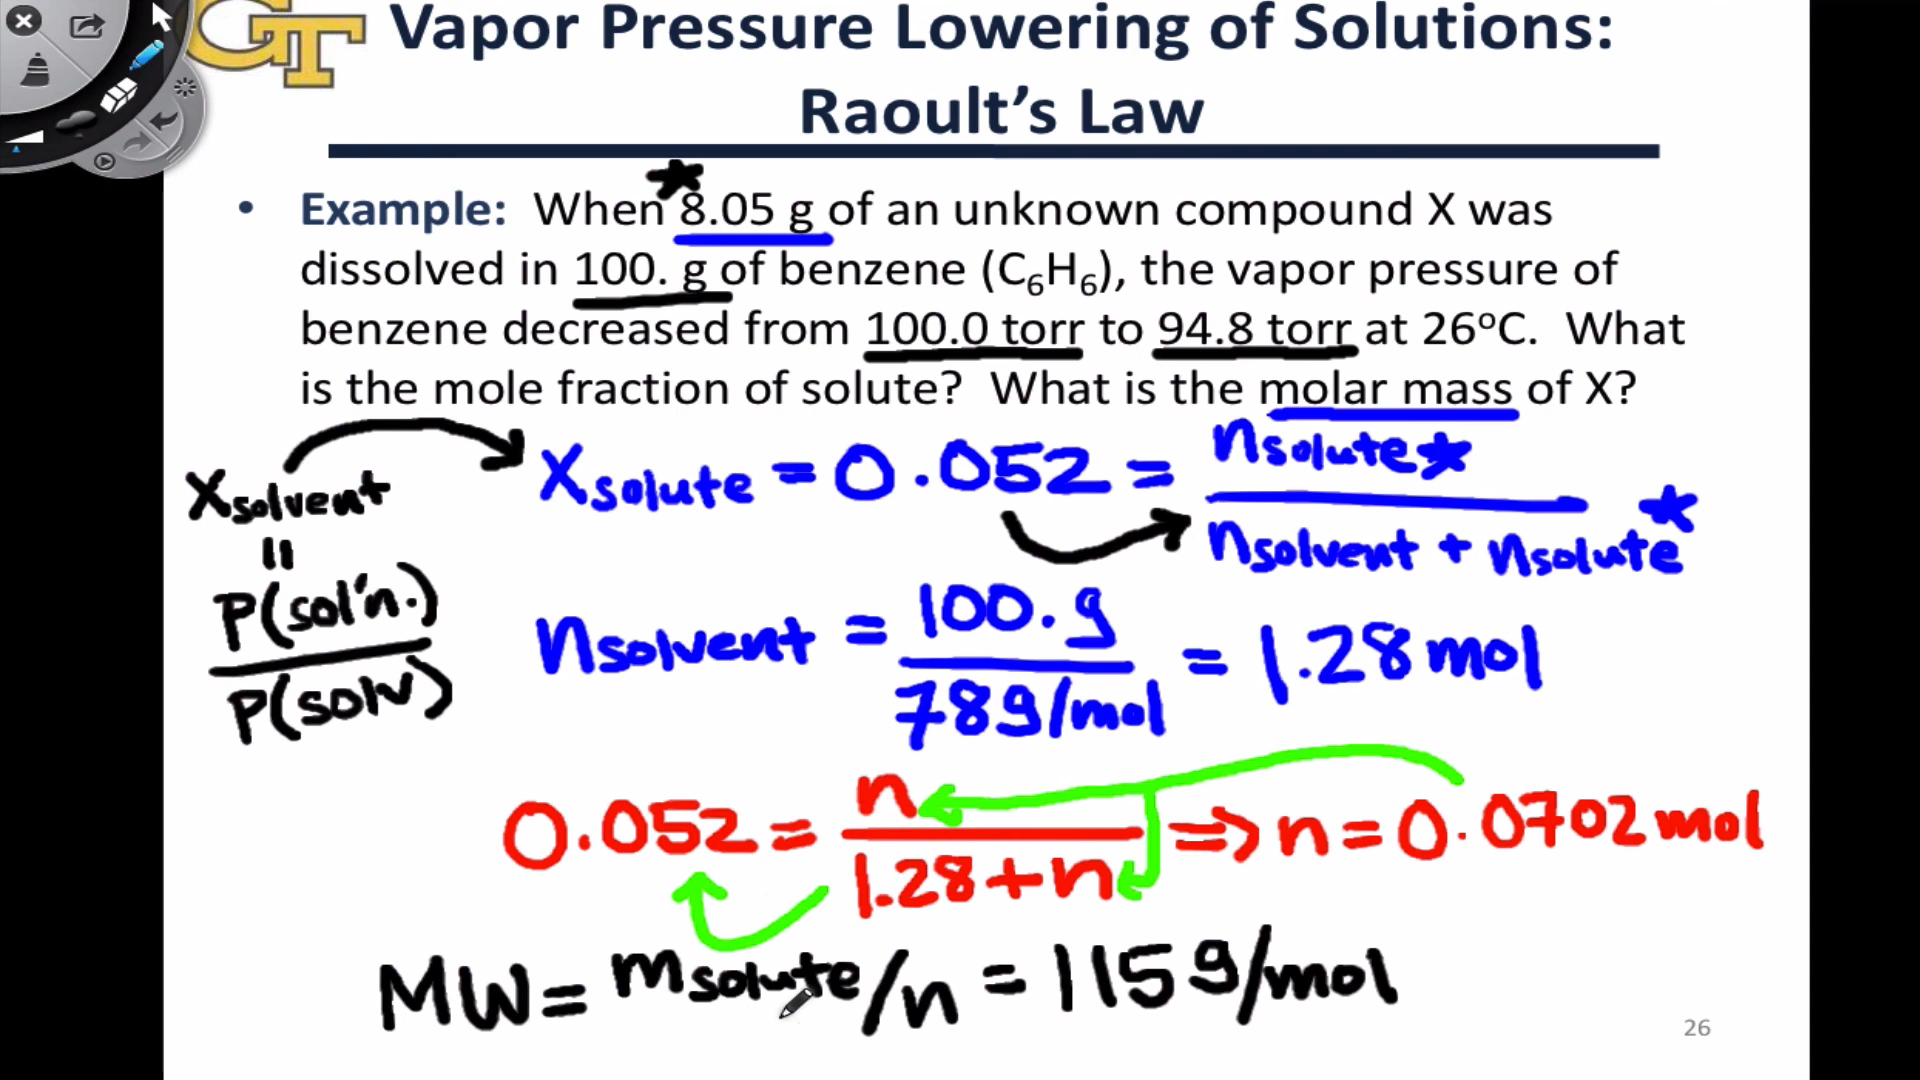 GT
Vapor Pressure Lowering of Solutions:
Raoult's Law
• Example: When *8.05 g of an unknown compound X was
dissolved in 100. g of benzene (C₆H₆), the vapor pressure of
benzene decreased from 100.0 torr to 94.8 torr at 26°C. What
is the mole fraction of solute? What is the molar mass of X?
Xsolvent = P(sol'n.) / P(solv)
Xsolute = 0.052 = nsolute* / nsolvent + nsolute*
nsolvent = 100. g / 78g/mol = 1.28 mol
0.052 = n / 1.28 + n => n = 0.0702 mol
MW = msolute/n = 115 g/mol
26